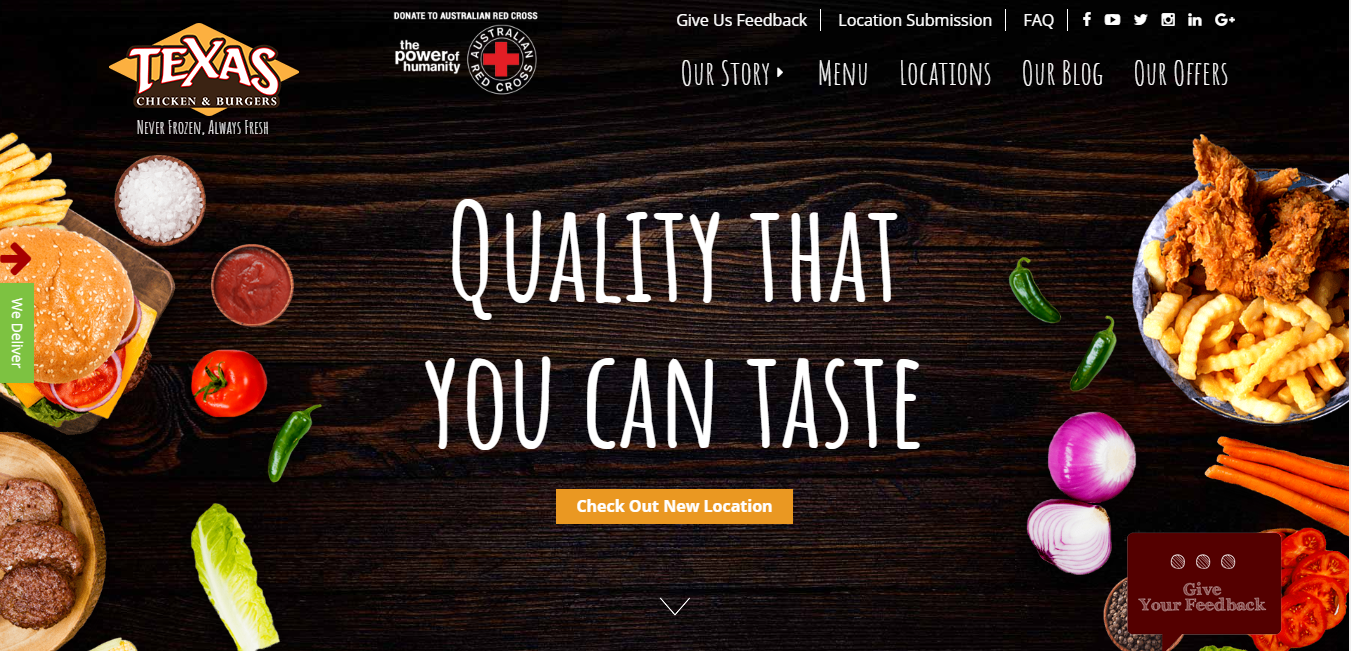 DONATE TO AUSTRALIAN RED CROSS
the
power of
humanity
AUSTRALIAN
RED CROSS
Give Us Feedback
Location Submission
FAQ
TEXAS
CHICKEN & BURGERS
Never Frozen, Always Fresh
Our Story
Menu
Locations
Our Blog
Our Offers
Quality that
you can taste
We Deliver
Check Out New Location
Give
Your Feedback